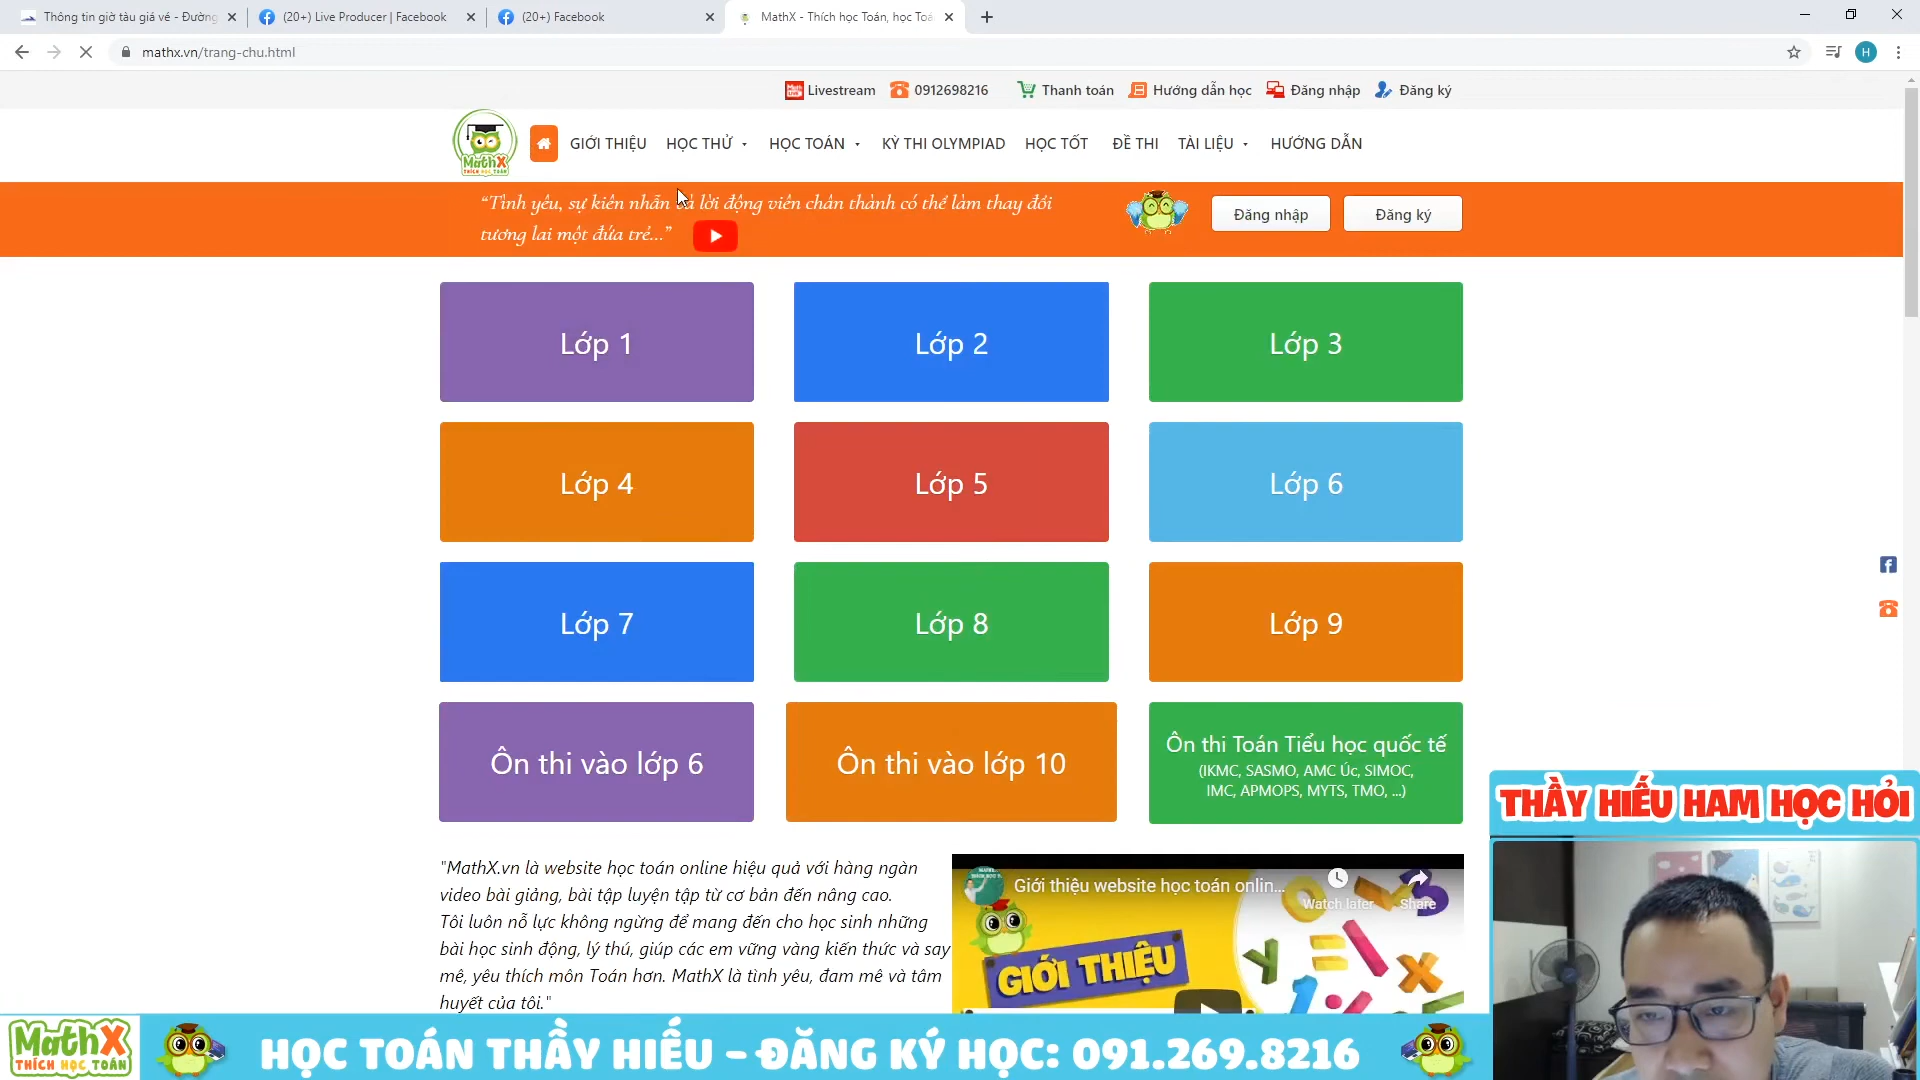 Thông tin giờ tàu giá vé - Đường
(20+) Live Producer | Facebook
(20+) Facebook
MathX - Thích học Toán, học Toá
mathx.vn/trang-chu.html
H
Livestream
0912698216
Thanh toán
Hướng dẫn học
Đăng nhập
Đăng ký
MathX
THÍCH HỌC TOÁN
GIỚI THIỆU
HỌC THỬ
HỌC TOÁN
KỲ THI OLYMPIAD
HỌC TỐT
ĐỀ THI
TÀI LIỆU
HƯỚNG DẪN
“Tình yêu, sự kiên nhẫn và lời động viên chân thành có thể làm thay đổi
tương lai một đứa trẻ...”
Đăng nhập
Đăng ký
Lớp 1
Lớp 2
Lớp 3
Lớp 4
Lớp 5
Lớp 6
Lớp 7
Lớp 8
Lớp 9
Ôn thi vào lớp 6
Ôn thi vào lớp 10
Ôn thi Toán Tiểu học quốc tế
(IKMC, SASMO, AMC Úc, SIMOC,
IMC, APMOPS, MYTS, TMO, ...)
"MathX.vn là website học toán online hiệu quả với hàng ngàn
video bài giảng, bài tập luyện tập từ cơ bản đến nâng cao.
Tôi luôn nỗ lực không ngừng để mang đến cho học sinh những
bài học sinh động, lý thú, giúp các em vững vàng kiến thức và say
mê, yêu thích môn Toán hơn. MathX là tình yêu, đam mê và tâm
huyết của tôi."
Giới thiệu website học toán onlin...
Watch later
Share
GIỚI THIỆU
THẦY HIẾU HAM HỌC HỎI
MathX
THÍCH HỌC TOÁN
HỌC TOÁN THẦY HIẾU - ĐĂNG KÝ HỌC: 091.269.8216